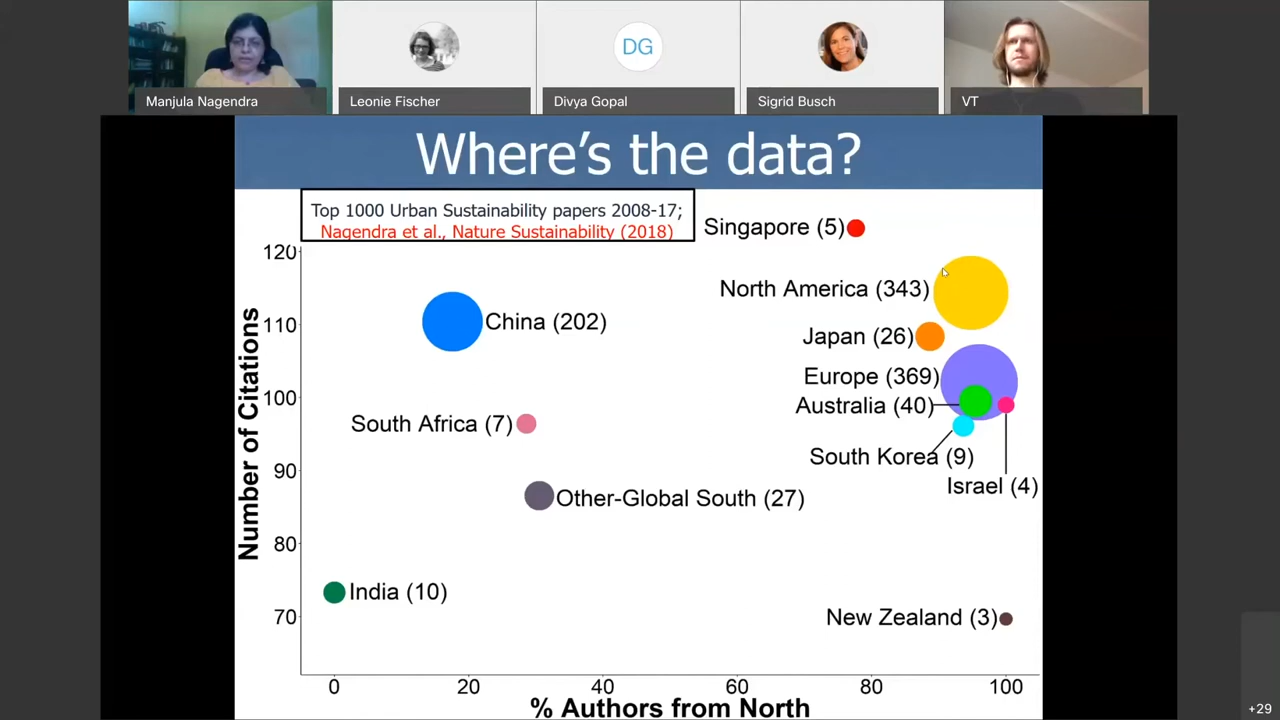 DG
Manjula Nagendra
Leonie Fischer
Divya Gopal
Sigrid Busch
VT
Where's the data?
Top 1000 Urban Sustainability papers 2008-17;
Nagendra et al., Nature Sustainability (2018)
Singapore (5)
120
North America (343)
110
China (202)
Japan (26)
Europe (369)
100
Australia (40)
South Africa (7)
South Korea (9)
90
Israel (4)
Other-Global South (27)
80
India (10)
70
New Zealand (3)
Number of Citations
0 20 40 60 80 100
% Authors from North
+29